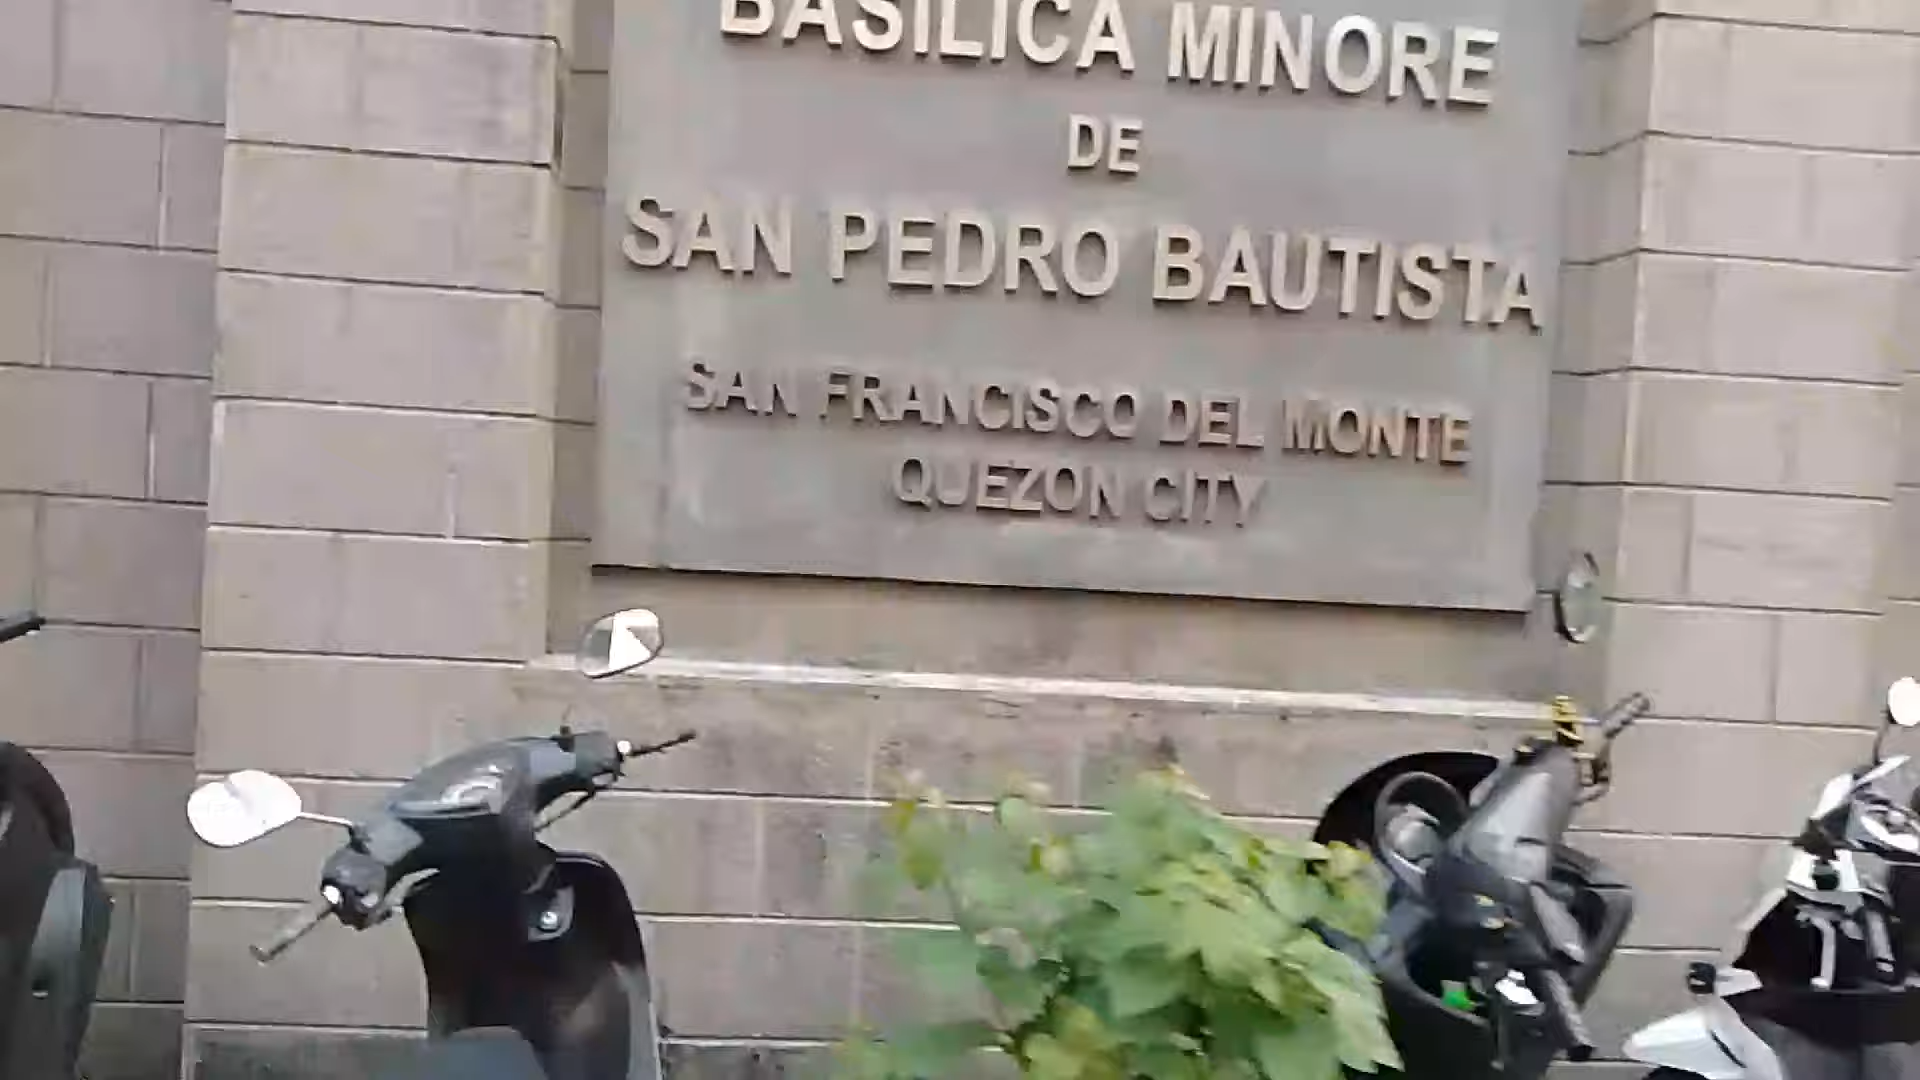 BASILICA MINORE
DE
SAN PEDRO BAUTISTA
SAN FRANCISCO DEL MONTE
QUEZON CITY